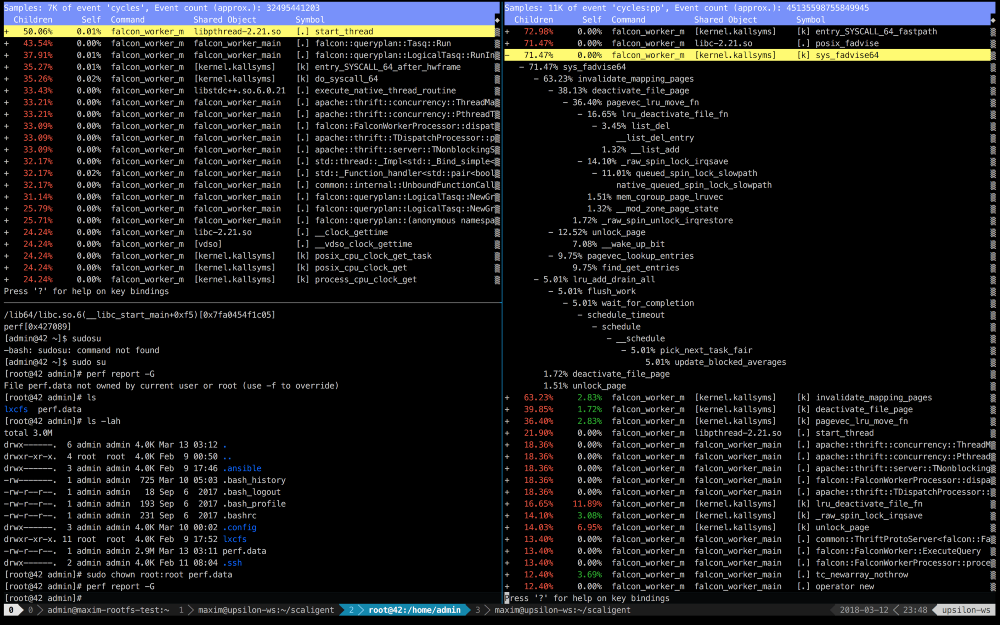 Samples: 7K of event 'cycles', Event count (approx.): 32495441203
Children Self Command Shared Object Symbol
+ 50.06% 0.01% falcon_worker_m libpthread-2.21.so [.] start_thread
+ 43.54% 0.00% falcon_worker_m falcon_worker_main [.] falcon::queryplan::Tasq::Run
+ 37.91% 0.01% falcon_worker_m falcon_worker_main [.] falcon::queryplan::LogicalTasq::RunIn
+ 35.27% 0.01% falcon_worker_m [kernel.kallsyms] [k] entry_SYSCALL_64_after_hwframe
+ 35.26% 0.02% falcon_worker_m [kernel.kallsyms] [k] do_syscall_64
+ 33.43% 0.00% falcon_worker_m libstdc++.so.6.0.21 [.] execute_native_thread_routine
+ 33.21% 0.00% falcon_worker_m falcon_worker_main [.] apache::thrift::concurrency::ThreadMa
+ 33.21% 0.00% falcon_worker_m falcon_worker_main [.] apache::thrift::concurrency::PthreadT
+ 33.09% 0.00% falcon_worker_m falcon_worker_main [.] falcon::FalconWorkerProcessor::dispat
+ 33.09% 0.00% falcon_worker_m falcon_worker_main [.] apache::thrift::TDispatchProcessor::p
+ 33.09% 0.00% falcon_worker_m falcon_worker_main [.] apache::thrift::server::TNonblockingS
+ 32.17% 0.00% falcon_worker_m falcon_worker_main [.] std::thread::_Impl<std::_Bind_simple<
+ 32.17% 0.02% falcon_worker_m falcon_worker_main [.] std::_Function_handler<std::pair<bool
+ 32.17% 0.02% falcon_worker_m falcon_worker_main [.] common::internal::UnboundFunctionCall
+ 31.14% 0.00% falcon_worker_m falcon_worker_main [.] falcon::queryplan::LogicalTasq::NewGr
+ 25.79% 0.00% falcon_worker_m falcon_worker_main [.] falcon::queryplan::LogicalTasq::NewGr
+ 25.71% 0.00% falcon_worker_m falcon_worker_main [.] falcon::queryplan::(anonymous namespa
+ 24.24% 0.00% falcon_worker_m libc-2.21.so [.] __clock_gettime
+ 24.24% 0.00% falcon_worker_m [vdso] [.] __vdso_clock_gettime
+ 24.24% 0.00% falcon_worker_m [kernel.kallsyms] [k] posix_cpu_clock_get_task
+ 24.24% 0.00% falcon_worker_m [kernel.kallsyms] [k] posix_cpu_clock_get
+ 24.24% 0.00% falcon_worker_m [kernel.kallsyms] [k] process_cpu_clock_get
Press '?' for help on key bindings
/lib64/libc.so.6(__libc_start_main+0xf5)[0x7fa0454f1c05]
perf[0x427089]
[admin@42 ~]$ sudosu
-bash: sudosu: command not found
[admin@42 ~]$ sudo su
[root@42 admin]# perf report -G
File perf.data not owned by current user or root (use -f to override)
[root@42 admin]# ls
lxcfs perf.data
[root@42 admin]# ls -lah
total 3.0M
drwx------. 6 admin admin 4.0K Mar 13 03:12 .
drwxr-xr-x. 4 root root 4.0K Feb 9 00:50 ..
drwx------. 3 admin admin 4.0K Feb 9 17:46 .ansible
-rw-------. 1 admin admin 725 Mar 10 05:03 .bash_history
-rw-r--r--. 1 admin admin 18 Sep 6 2017 .bash_logout
-rw-r--r--. 1 admin admin 193 Sep 6 2017 .bash_profile
-rw-r--r--. 1 admin admin 231 Sep 6 2017 .bashrc
drwx------. 3 admin admin 4.0K Mar 10 00:02 .config
drwxr-xr-x. 11 root root 4.0K Feb 9 17:52 lxcfs
-rw-r--r--. 1 admin admin 2.9M Mar 13 03:11 perf.data
drwx------. 2 admin admin 4.0K Feb 11 08:04 .ssh
[root@42 admin]# sudo chown root:root perf.data
[root@42 admin]# perf report -G
[root@42 admin]#
Samples: 11K of event 'cycles:pp', Event count (approx.): 45135598755849945
Children Self Command Shared Object Symbol
+ 72.98% 0.00% falcon_worker_m [kernel.kallsyms] [k] entry_SYSCALL_64_fastpath
+ 71.47% 0.00% falcon_worker_m libc-2.21.so [.] posix_fadvise
- 71.47% 0.00% falcon_worker_m [kernel.kallsyms] [k] sys_fadvise64
- 71.47% sys_fadvise64
- 63.23% invalidate_mapping_pages
- 38.13% deactivate_file_page
- 36.40% pagevec_lru_move_fn
- 16.65% lru_deactivate_file_fn
- 3.45% list_del
__list_del_entry
1.32% __list_add
- 14.10% _raw_spin_lock_irqsave
- 11.01% queued_spin_lock_slowpath
native_queued_spin_lock_slowpath
1.51% mem_cgroup_page_lruvec
1.32% __mod_zone_page_state
1.72% _raw_spin_unlock_irqrestore
- 12.52% unlock_page
7.08% __wake_up_bit
- 9.75% pagevec_lookup_entries
9.75% find_get_entries
- 5.01% lru_add_drain_all
- 5.01% flush_work
- 5.01% wait_for_completion
- schedule_timeout
- schedule
- __schedule
- 5.01% pick_next_task_fair
5.01% update_blocked_averages
1.72% deactivate_file_page
1.51% unlock_page
+ 63.23% 2.83% falcon_worker_m [kernel.kallsyms] [k] invalidate_mapping_pages
+ 39.85% 1.72% falcon_worker_m [kernel.kallsyms] [k] deactivate_file_page
+ 36.40% 2.83% falcon_worker_m [kernel.kallsyms] [k] pagevec_lru_move_fn
+ 21.90% 0.00% falcon_worker_m libpthread-2.21.so [.] start_thread
+ 18.36% 0.00% falcon_worker_m falcon_worker_main [.] apache::thrift::concurrency::ThreadM
+ 18.36% 0.00% falcon_worker_m falcon_worker_main [.] apache::thrift::concurrency::Pthread
+ 18.36% 0.00% falcon_worker_m falcon_worker_main [.] apache::thrift::server::TNonblocking
+ 18.36% 0.00% falcon_worker_m falcon_worker_main [.] falcon::FalconWorkerProcessor::dispa
+ 18.36% 0.00% falcon_worker_m falcon_worker_main [.] apache::thrift::TDispatchProcessor::
+ 16.65% 11.89% falcon_worker_m [kernel.kallsyms] [k] lru_deactivate_file_fn
+ 14.10% 3.08% falcon_worker_m [kernel.kallsyms] [k] _raw_spin_lock_irqsave
+ 14.03% 6.95% falcon_worker_m [kernel.kallsyms] [k] unlock_page
+ 13.40% 0.00% falcon_worker_m falcon_worker_main [.] common::ThriftProtoServer<falcon::Fa
+ 13.40% 0.00% falcon_worker_m falcon_worker_main [.] falcon::FalconWorker::ExecuteQuery
+ 13.40% 0.00% falcon_worker_m falcon_worker_main [.] falcon::FalconWorkerProcessor::proce
+ 12.40% 3.69% falcon_worker_m falcon_worker_main [.] tc_newarray_nothrow
+ 12.40% 0.00% falcon_worker_m falcon_worker_main [.] operator new
Press '?' for help on key bindings
0 0 admin@maxim-rootfs-test:~ 1 maxim@upsilon-ws:~/scaligent 2 root@42:/home/admin 3 maxim@upsilon-ws:~/scaligent 2018-03-12 23:48 upsilon-ws